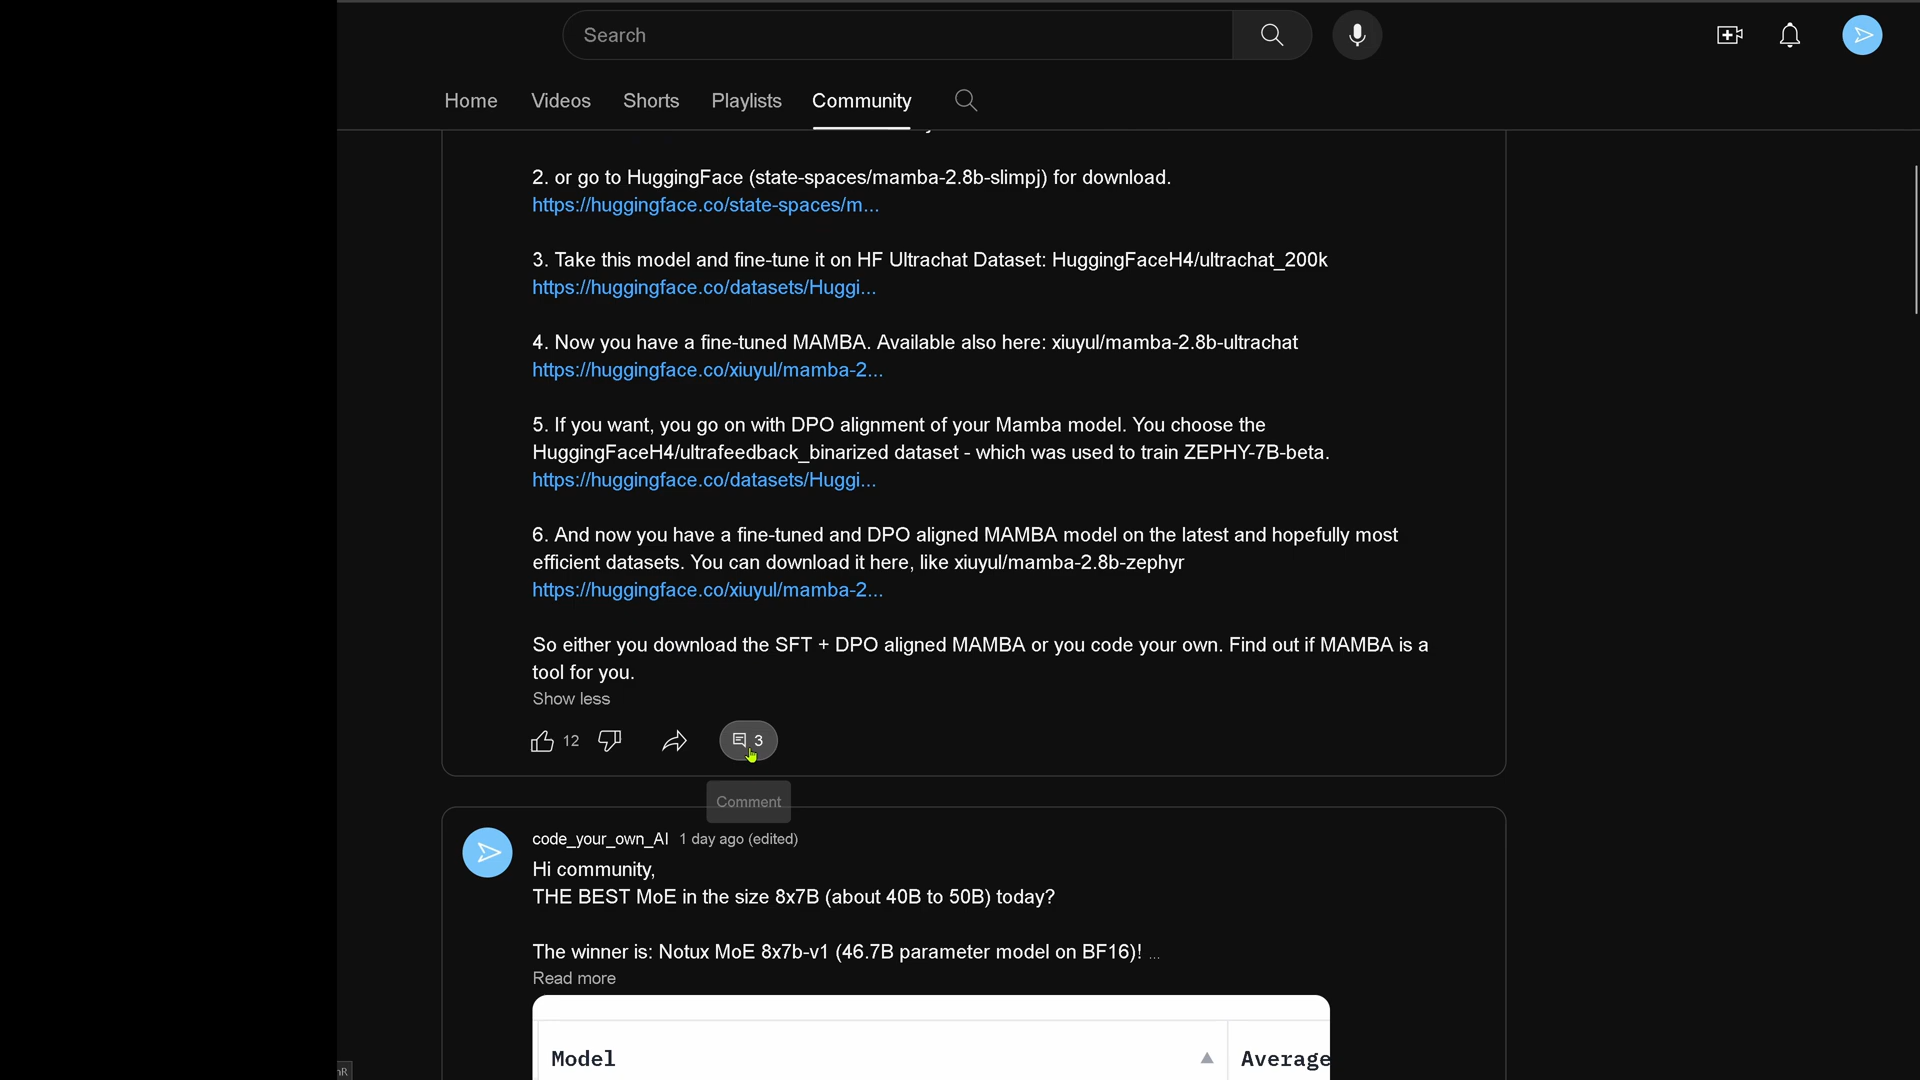 Search
Home Videos Shorts Playlists Community
2. or go to HuggingFace (state-spaces/mamba-2.8b-slimpj) for download.
https://huggingface.co/state-spaces/m...
3. Take this model and fine-tune it on HF Ultrachat Dataset: HuggingFaceH4/ultrachat_200k
https://huggingface.co/datasets/Huggi...
4. Now you have a fine-tuned MAMBA. Available also here: xiuyul/mamba-2.8b-ultrachat
https://huggingface.co/xiuyul/mamba-2...
5. If you want, you go on with DPO alignment of your Mamba model. You choose the
HuggingFaceH4/ultrafeedback_binarized dataset - which was used to train ZEPHY-7B-beta.
https://huggingface.co/datasets/Huggi...
6. And now you have a fine-tuned and DPO aligned MAMBA model on the latest and hopefully most
efficient datasets. You can download it here, like xiuyul/mamba-2.8b-zephyr
https://huggingface.co/xiuyul/mamba-2...
So either you download the SFT + DPO aligned MAMBA or you code your own. Find out if MAMBA is a
tool for you.
Show less
12 3
Comment
code_your_own_AI 1 day ago (edited)
Hi community,
THE BEST MoE in the size 8x7B (about 40B to 50B) today?
The winner is: Notux MoE 8x7b-v1 (46.7B parameter model on BF16)! ...
Read more
Model Average